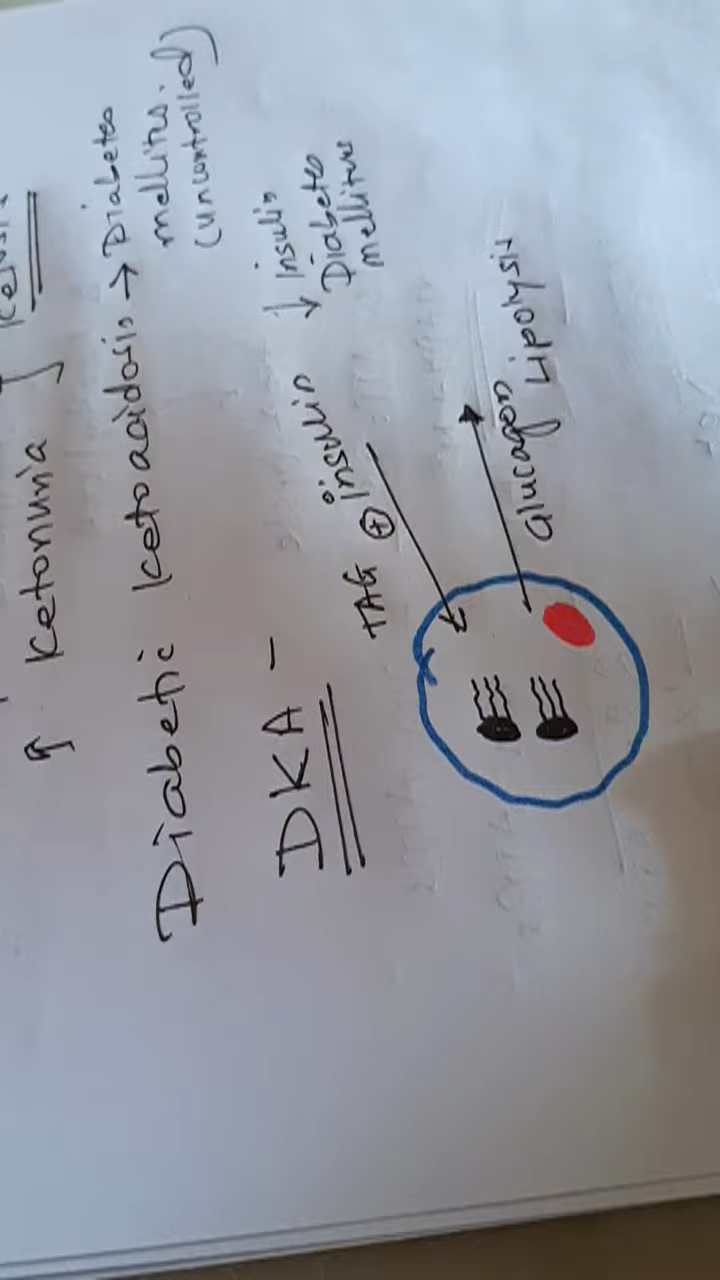 ↑ Ketonuria }
Diabetic ketoacidosis → Diabetes
mellitus.
(uncontrolled)
DKA -
↓ insulin
Diabetes
mellitus
TAG ⊕ insulin
Glucagon
Lipolysis